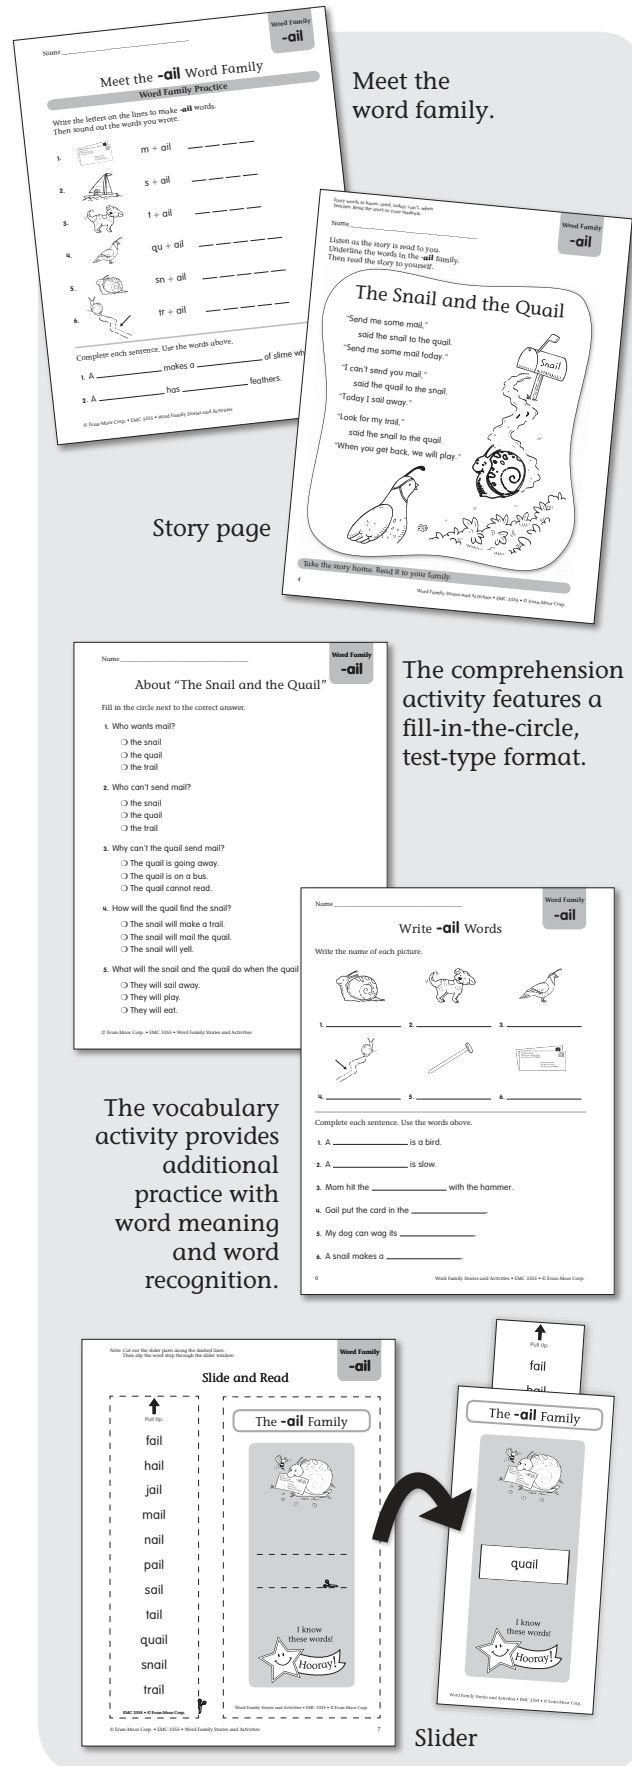 Name
Word Family
-ail
Meet the -ail Word Family
Word Family Practice
Write the letters on the lines to make -ail words.
Then sound out the words you wrote.
1. m + ail
2. s + ail
3. t + ail
4. qu + ail
5. sn + ail
6. tr + ail
Complete each sentence. Use the words above.
1. A makes a of slime wh
2. A has feathers.
© Evan-Moor Corp. • EMC 3355 • Word Family Stories and Activities
Meet the
word family.
Story words to know: send, today, can't, when
Teacher: Read the story to your students.
Name
Word Family
-ail
Listen as the story is read to you.
Underline the words in the -ail family.
Then read the story to yourself.
The Snail and the Quail
"Send me some mail,"
said the snail to the quail.
"Send me some mail today."
"I can't send you mail,"
said the quail to the snail.
"Today I sail away."
"Look for my trail,"
said the snail to the quail.
"When you get back, we will play."
Snail
Take the story home. Read it to your family.
4
Word Family Stories and Activities • EMC 3355 • © Evan-Moor Corp.
Story page
Name
Word Family
-ail
About "The Snail and the Quail"
Fill in the circle next to the correct answer.
1. Who wants mail?
the snail
the quail
the trail
2. Who can't send mail?
the snail
the quail
the trail
3. Why can't the quail send mail?
The quail is going away.
The quail is on a bus.
The quail cannot read.
4. How will the quail find the snail?
The snail will make a trail.
The snail will mail the quail.
The snail will yell.
5. What will the snail and the quail do when the quail
They will sail away.
They will play.
They will eat.
© Evan-Moor Corp. • EMC 3355 • Word Family Stories and Activities
The comprehension
activity features a
fill-in-the-circle,
test-type format.
Name
Word Family
-ail
Write -ail Words
Write the name of each picture.
1. 2. 3.
4. 5. 6.
Complete each sentence. Use the words above.
1. A is a bird.
2. A is slow.
3. Mom hit the with the hammer.
4. Gail put the card in the .
5. My dog can wag its .
6. A snail makes a .
6
Word Family Stories and Activities • EMC 3355 • © Evan-Moor Corp.
The vocabulary
activity provides
additional
practice with
word meaning
and word
recognition.
Note: Cut out the slider parts along the dashed lines.
Then slip the word strip through the slider window.
Word Family
-ail
Slide and Read
Pull Up
fail
hail
jail
mail
nail
pail
sail
tail
quail
snail
trail
EMC 3355 • © Evan-Moor Corp.
The -ail Family
I know
these words!
Hooray!
Word Family Stories and Activities • EMC 3355 • © Evan-Moor Corp.
© Evan-Moor Corp. • EMC 3355 • Word Family Stories and Activities
7
Pull Up
fail
hail
The -ail Family
quail
I know
these words!
Hooray!
Word Family Stories and Activities • EMC 3355 • © Evan-Moor Corp.
Slider